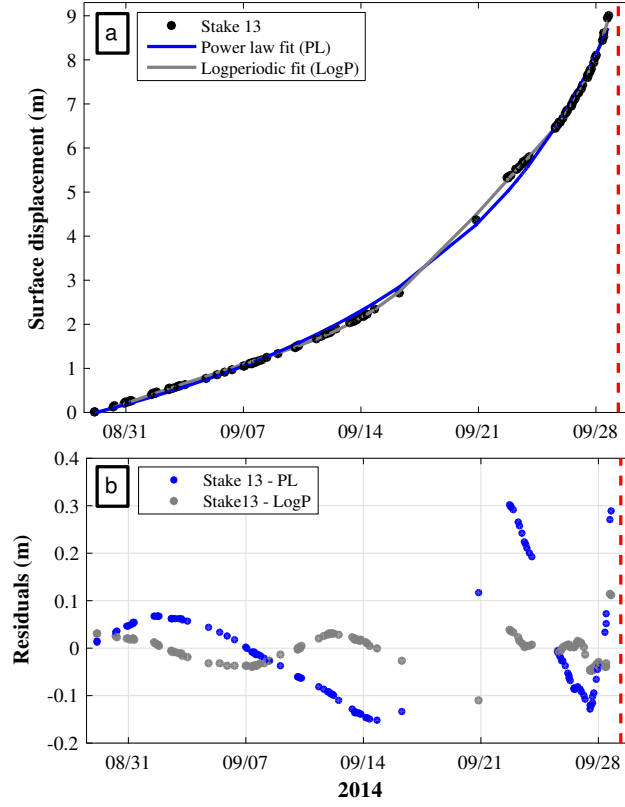 a
Stake 13
Power law fit (PL)
Logperiodic fit (LogP)
Surface displacement (m)
9
8
7
6
5
4
3
2
1
0
08/31 09/07 09/14 09/21 09/28
b
Stake 13 - PL
Stake13 - LogP
Residuals (m)
0.4
0.3
0.2
0.1
0
-0.1
-0.2
08/31 09/07 09/14 09/21 09/28
2014